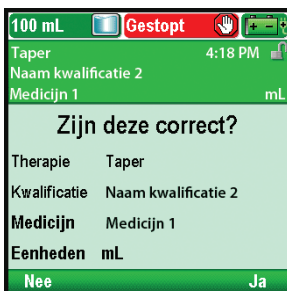 100 mL Gestopt
Taper 4:18 PM
Naam kwalificatie 2
Medicijn 1 mL
Zijn deze correct?
Therapie Taper
Kwalificatie Naam kwalificatie 2
Medicijn Medicijn 1
Eenheden mL
Nee Ja